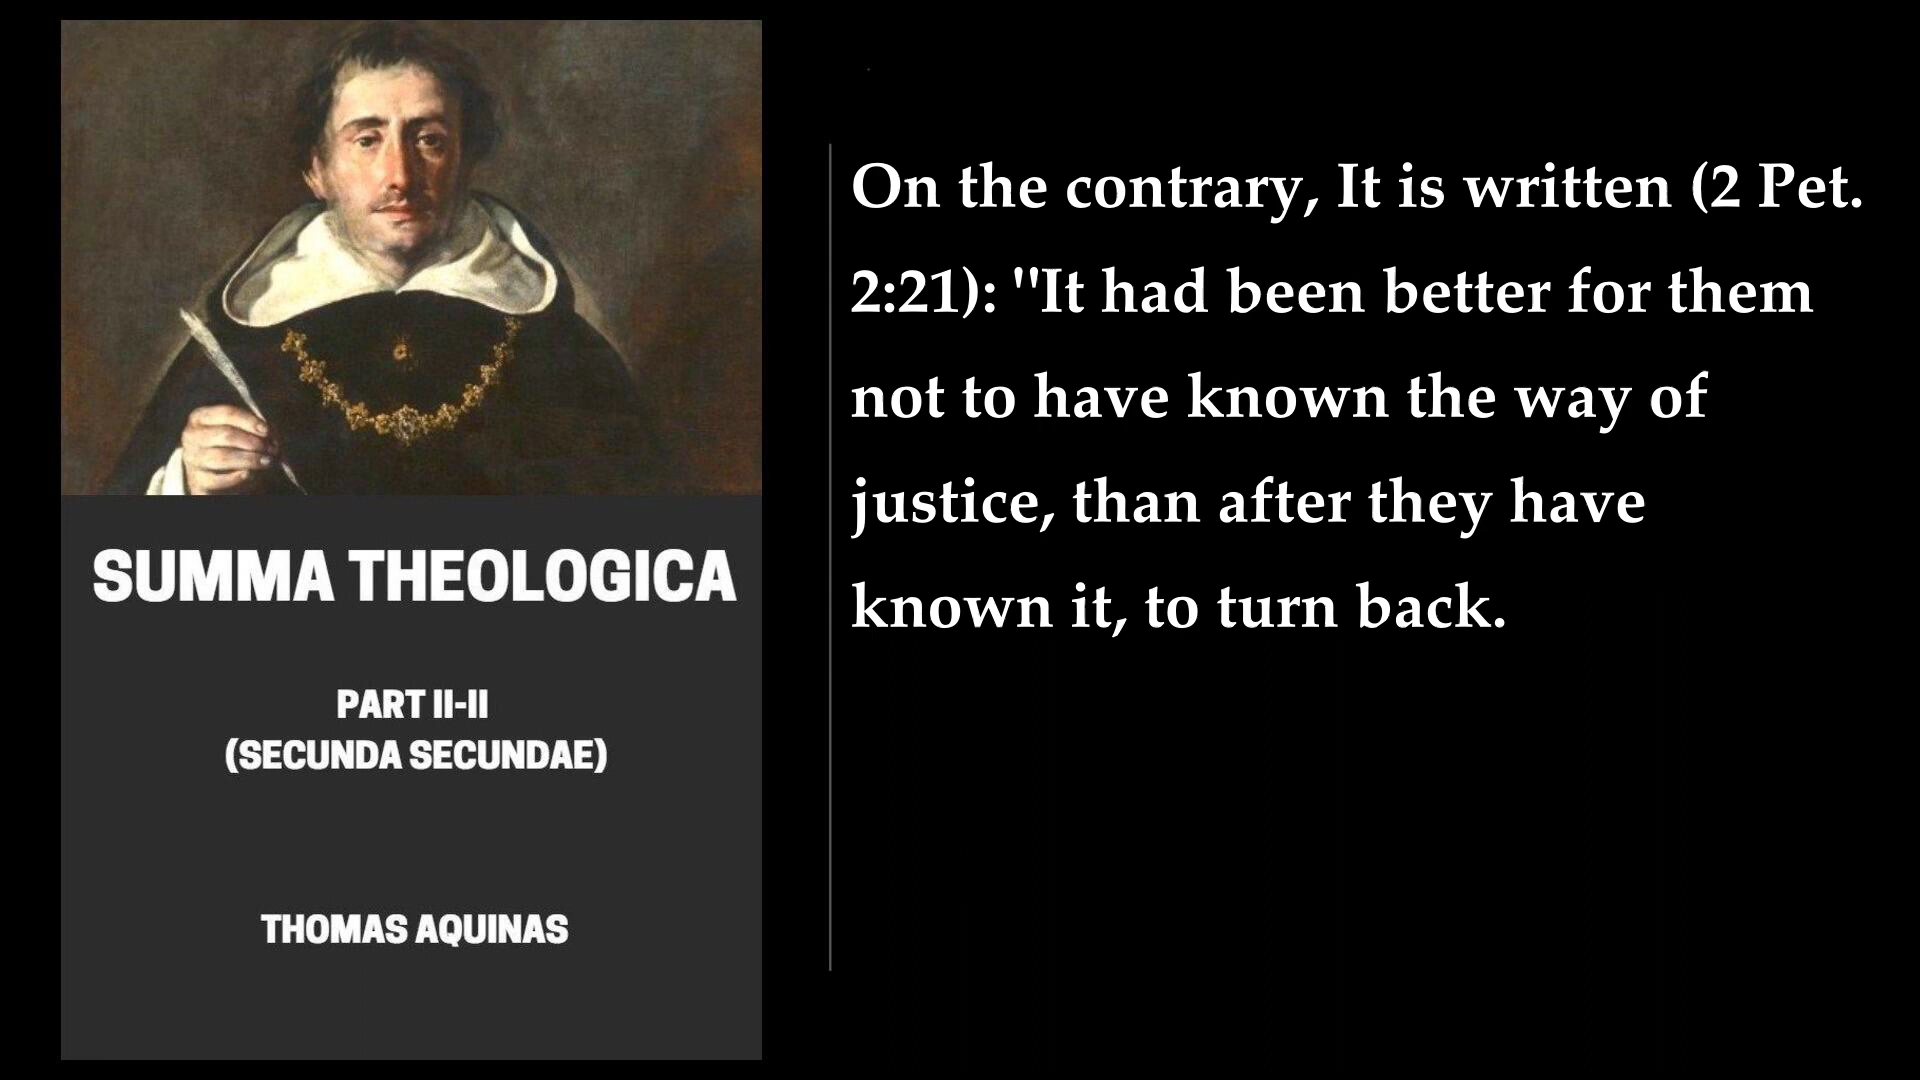 SUMMA THEOLOGICA
PART II-II
(SECUNDA SECUNDAE)
THOMAS AQUINAS
On the contrary, It is written (2 Pet.
2:21): "It had been better for them
not to have known the way of
justice, than after they have
known it, to turn back.